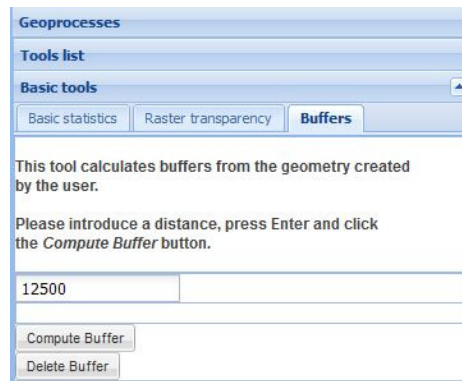 Geoprocesses
Tools list
Basic tools
Basic statistics Raster transparency Buffers
This tool calculates buffers from the geometry created
by the user.
Please introduce a distance, press Enter and click
the Compute Buffer button.
12500
Compute Buffer
Delete Buffer